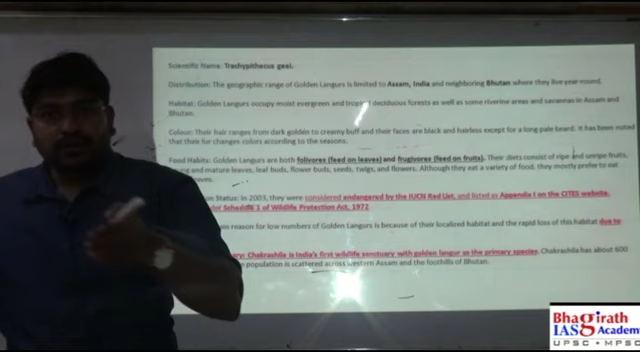 Scientific Name: Trachypithecus geei.
Distribution: The geographic range of Golden Langurs is limited to Assam, India and neighboring Bhutan where they live year-round.
Habitat: Golden Langurs occupy moist evergreen and tropical deciduous forests as well as some riverine areas and savannas in Assam and
Bhutan.
Colour: Their hair ranges from dark golden to creamy buff and their faces are black and hairless except for a long pale beard. It has been noted
that their fur changes colors according to the seasons.
Food Habits: Golden Langurs are both folivores (feed on leaves) and frugivores (feed on fruits). Their diets consist of ripe and unripe fruits,
and mature leaves, leaf buds, flower buds, seeds, twigs, and flowers. Although they eat a variety of food, they mostly prefer to eat
leaves.
Status: In 2003, they were considered endangered by the IUCN Red List, and listed as Appendix I on the CITES website,
Schedule 1 of Wildlife Protection Act, 1972
reason for low numbers of Golden Langurs is because of their localized habitat and the rapid loss of this habitat due to
Chakrashila is India's first wildlife sanctuary with golden langur as the primary species. Chakrashila has about 600
population is scattered across western Assam and the foothills of Bhutan.
Bhagirath
IAS Academy
UPSC • MPSC